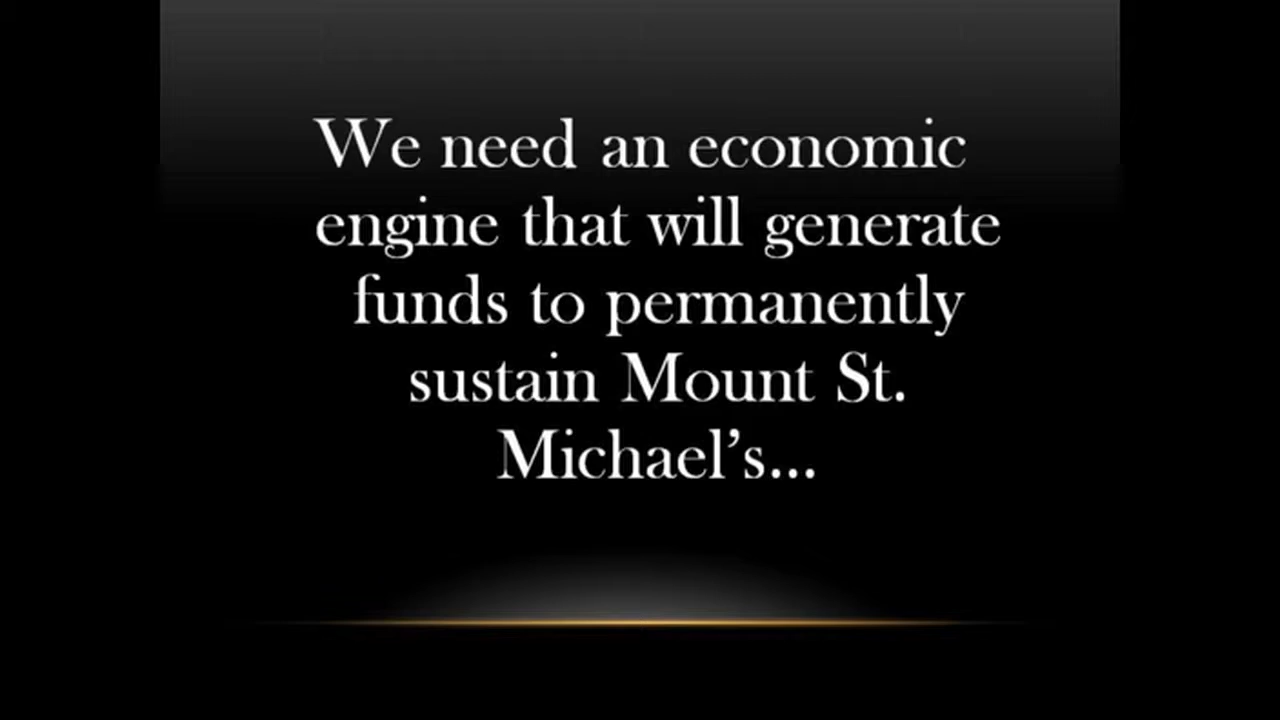 We need an economic
engine that will generate
funds to permanently
sustain Mount St.
Michael’s...